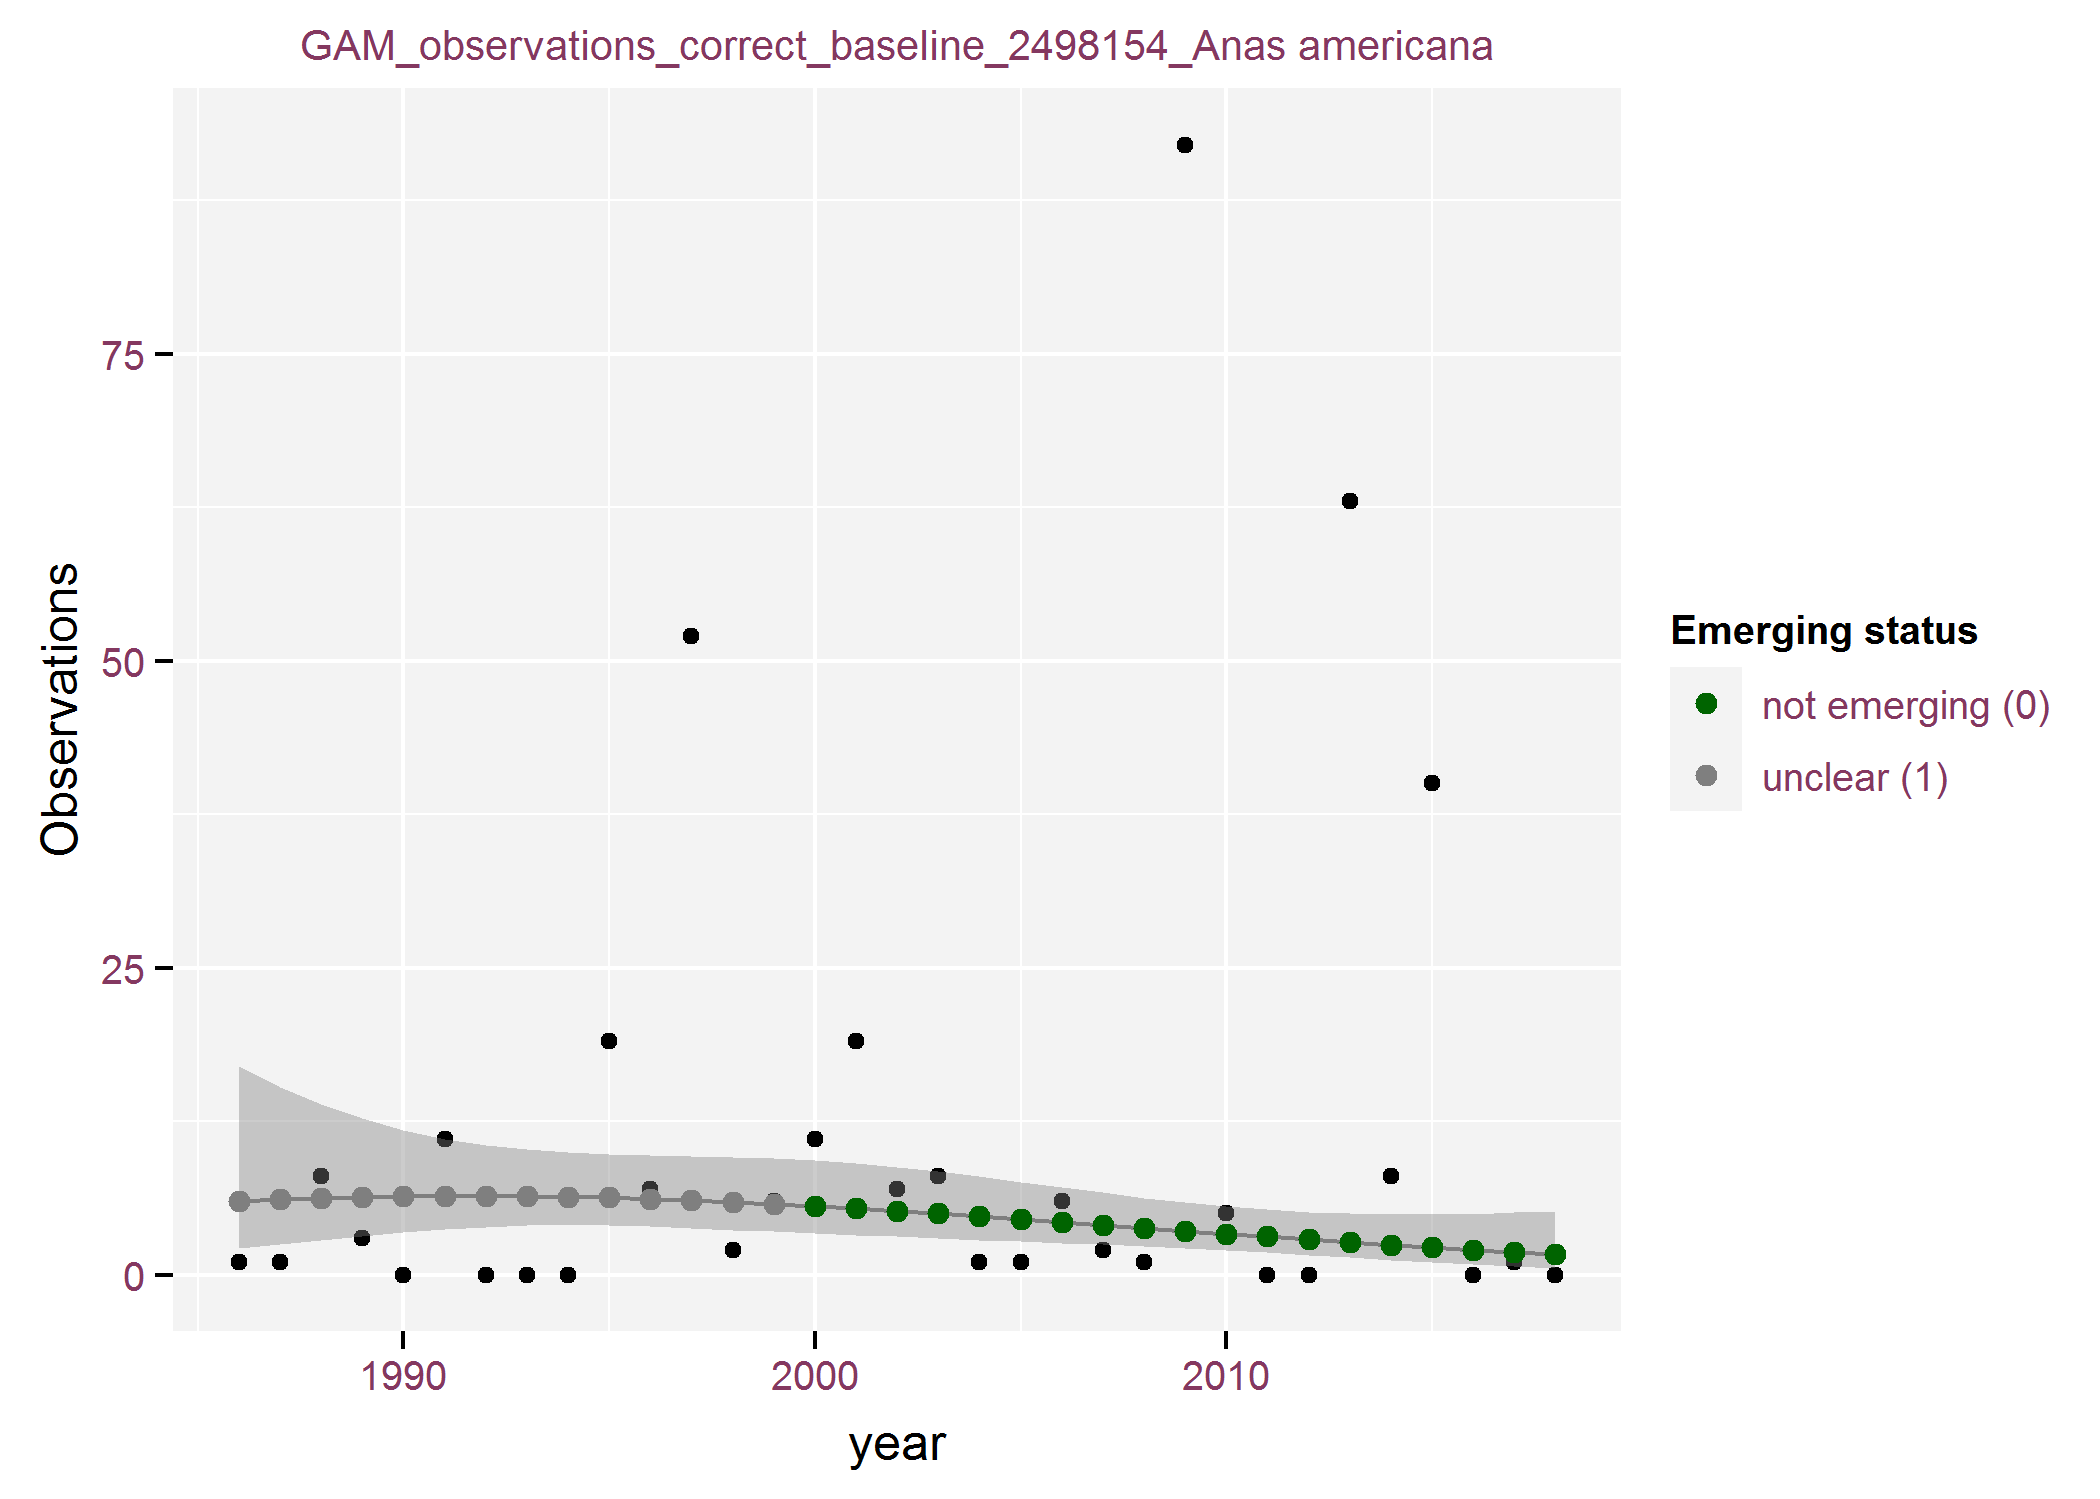 GAM_observations_correct_baseline_2498154_Anas americana
Observations
75
50
25
0
1990
2000
2010
year
Emerging status
not emerging (0)
unclear (1)